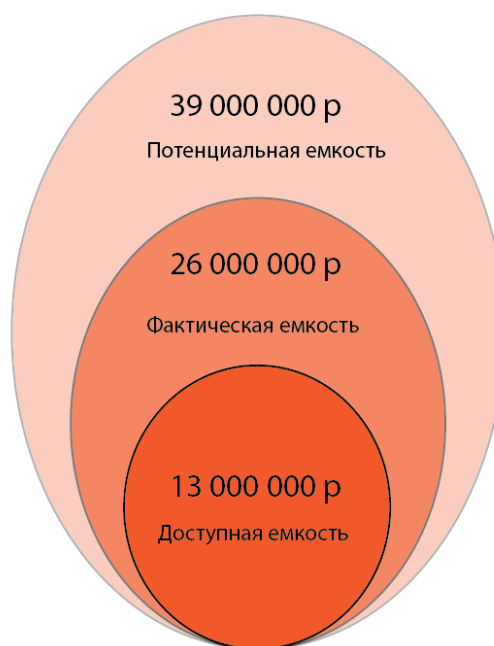 39 000 000 р
Потенциальная емкость
26 000 000 р
Фактическая емкость
13 000 000 р
Доступная емкость